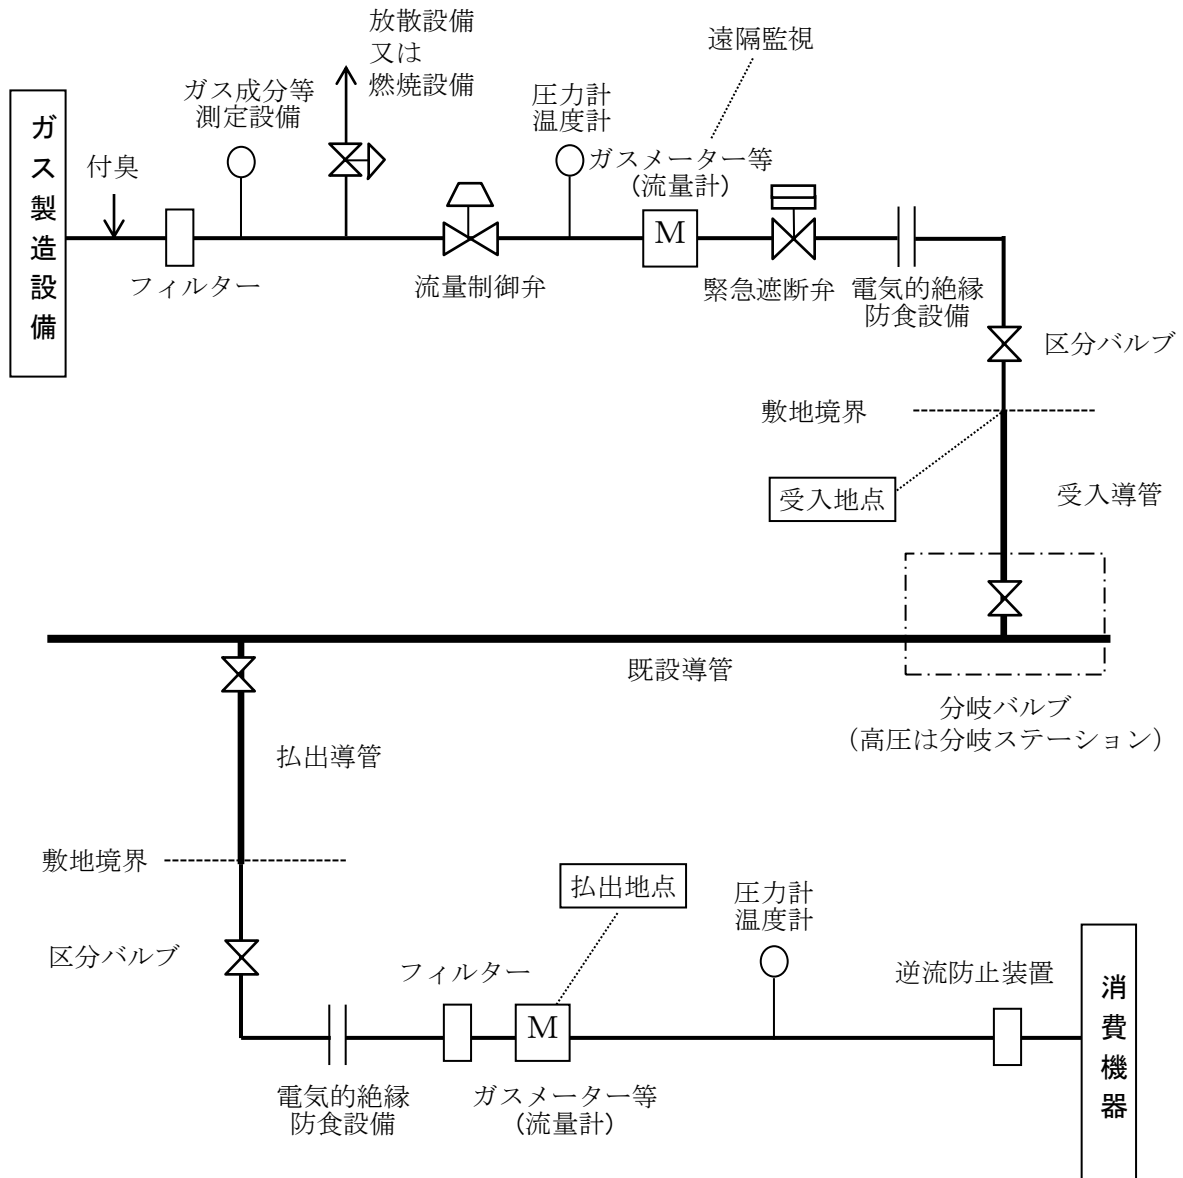 放散設備
又は
燃焼設備
遠隔監視
ガス成分等
測定設備
圧力計
温度計
ガス製造設備
付臭
ガスメーター等
（流量計）
M
フィルター
流量制御弁
緊急遮断弁
電気的絶縁
防食設備
区分バルブ
敷地境界
受入地点
受入導管
既設導管
分岐バルブ
（高圧は分岐ステーション）
払出導管
敷地境界
払出地点
圧力計
温度計
区分バルブ
フィルター
逆流防止装置
消費機器
M
電気的絶縁
防食設備
ガスメーター等
（流量計）